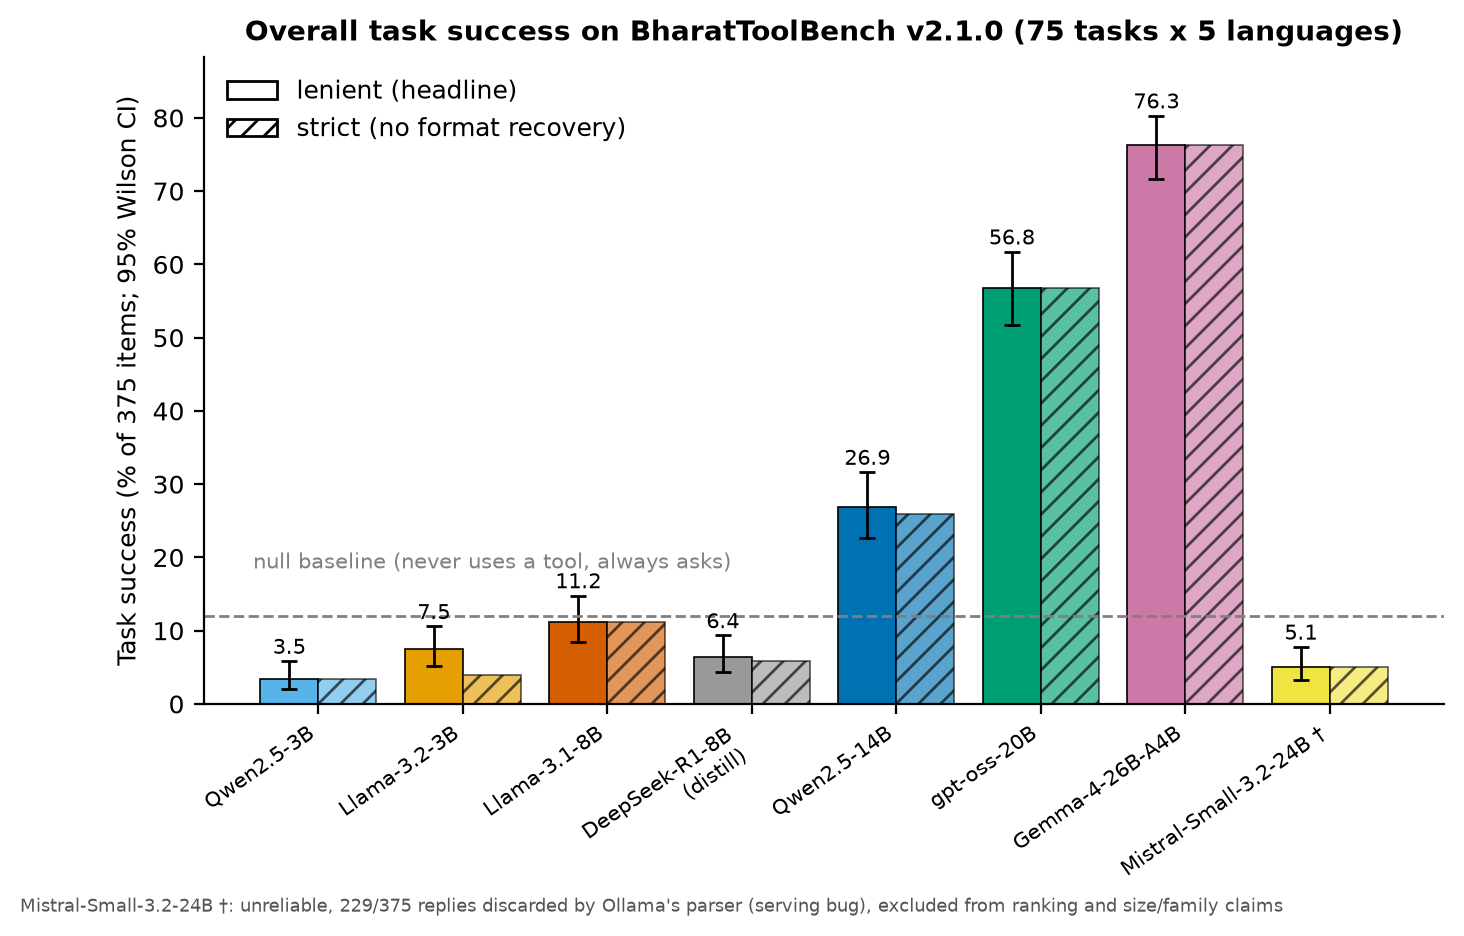 Overall task success on BharatToolBench v2.1.0 (75 tasks x 5 languages)
lenient (headline)
strict (no format recovery)
Task success (% of 375 items; 95% Wilson CI)
80
70
60
50
40
30
20
10
0
76.3
56.8
26.9
null baseline (never uses a tool, always asks)
11.2
7.5
6.4
5.1
3.5
Qwen2.5-3B
Llama-3.2-3B
Llama-3.1-8B
DeepSeek-R1-8B
(distill)
Qwen2.5-14B
gpt-oss-20B
Gemma-4-26B-A4B
Mistral-Small-3.2-24B †
Mistral-Small-3.2-24B †: unreliable, 229/375 replies discarded by Ollama's parser (serving bug), excluded from ranking and size/family claims